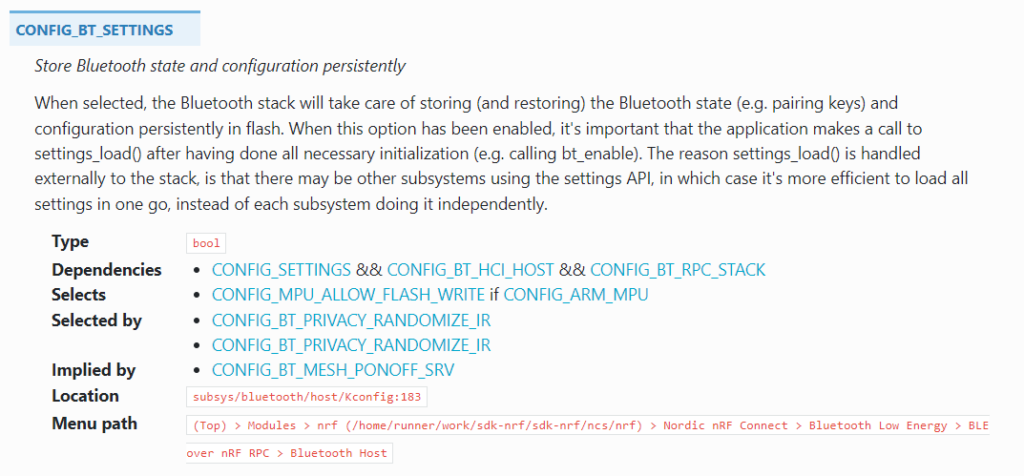 CONFIG_BT_SETTINGS
Store Bluetooth state and configuration persistently
When selected, the Bluetooth stack will take care of storing (and restoring) the Bluetooth state (e.g. pairing keys) and
configuration persistently in flash. When this option has been enabled, it's important that the application makes a call to
settings_load() after having done all necessary initialization (e.g. calling bt_enable). The reason settings_load() is handled
externally to the stack, is that there may be other subsystems using the settings API, in which case it's more efficient to load all
settings in one go, instead of each subsystem doing it independently.
Type bool
Dependencies • CONFIG_SETTINGS && CONFIG_BT_HCI_HOST && CONFIG_BT_RPC_STACK
Selects • CONFIG_MPU_ALLOW_FLASH_WRITE if CONFIG_ARM_MPU
Selected by • CONFIG_BT_PRIVACY_RANDOMIZE_IR
• CONFIG_BT_PRIVACY_RANDOMIZE_IR
Implied by • CONFIG_BT_MESH_PONOFF_SRV
Location subsys/bluetooth/host/Kconfig:183
Menu path (Top) > Modules > nrf (/home/runner/work/sdk-nrf/sdk-nrf/ncs/nrf) > Nordic nRF Connect > Bluetooth Low Energy > BLE
over nRF RPC > Bluetooth Host